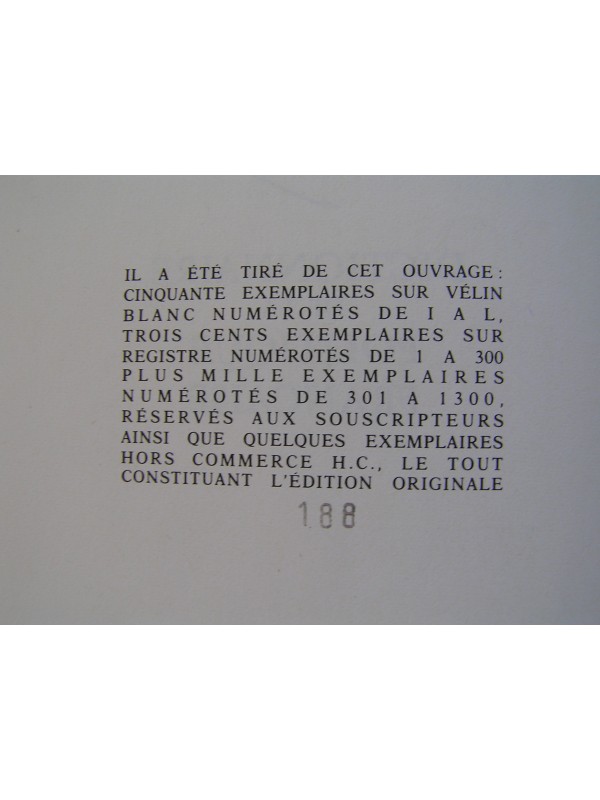 IL A ÉTÉ TIRÉ DE CET OUVRAGE :
CINQUANTE EXEMPLAIRES SUR VÉLIN
BLANC NUMÉROTÉS DE I A L,
TROIS CENTS EXEMPLAIRES SUR
REGISTRE NUMÉROTÉS DE 1 A 300
PLUS MILLE EXEMPLAIRES
NUMÉROTÉS DE 301 A 1300,
RÉSERVÉS AUX SOUSCRIPTEURS
AINSI QUE QUELQUES EXEMPLAIRES
HORS COMMERCE H.C., LE TOUT
CONSTITUANT L'ÉDITION ORIGINALE
188